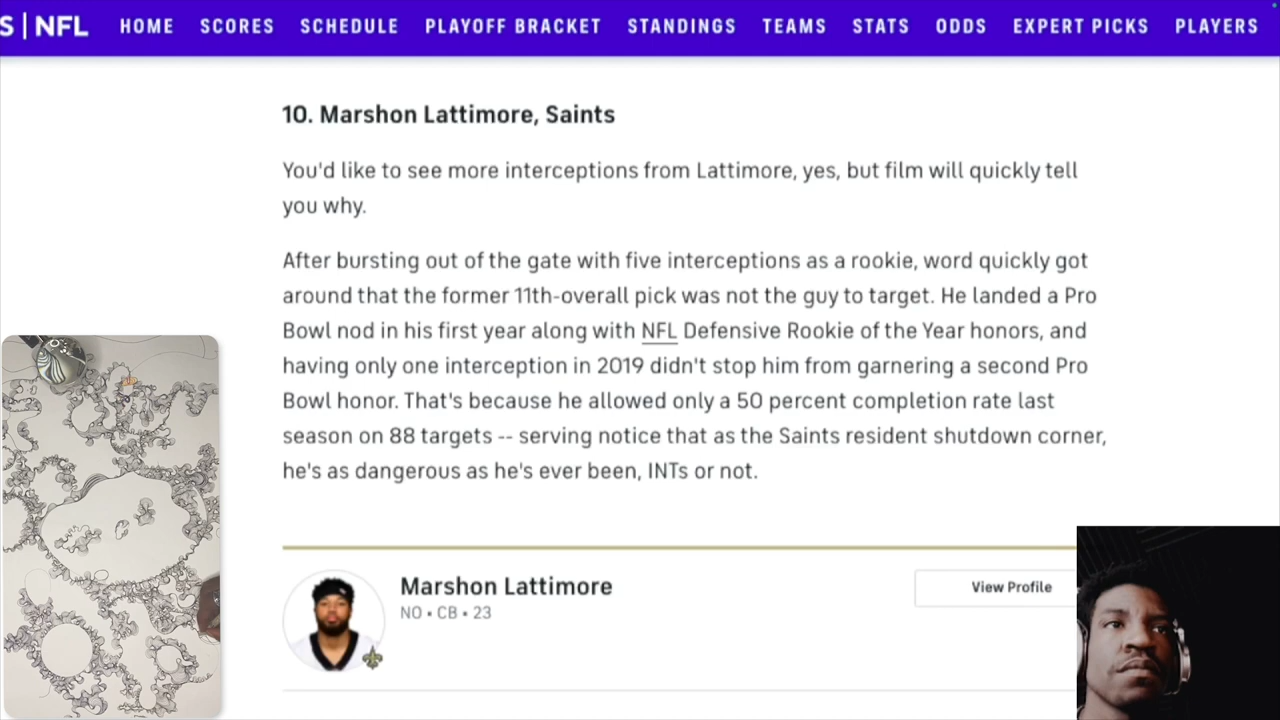 S | NFL HOME SCORES SCHEDULE PLAYOFF BRACKET STANDINGS TEAMS STATS ODDS EXPERT PICKS PLAYERS
10. Marshon Lattimore, Saints
You'd like to see more interceptions from Lattimore, yes, but film will quickly tell
you why.
After bursting out of the gate with five interceptions as a rookie, word quickly got
around that the former 11th-overall pick was not the guy to target. He landed a Pro
Bowl nod in his first year along with NFL Defensive Rookie of the Year honors, and
having only one interception in 2019 didn't stop him from garnering a second Pro
Bowl honor. That's because he allowed only a 50 percent completion rate last
season on 88 targets -- serving notice that as the Saints resident shutdown corner,
he's as dangerous as he's ever been, INTs or not.
Marshon Lattimore
NO • CB • 23
View Profile